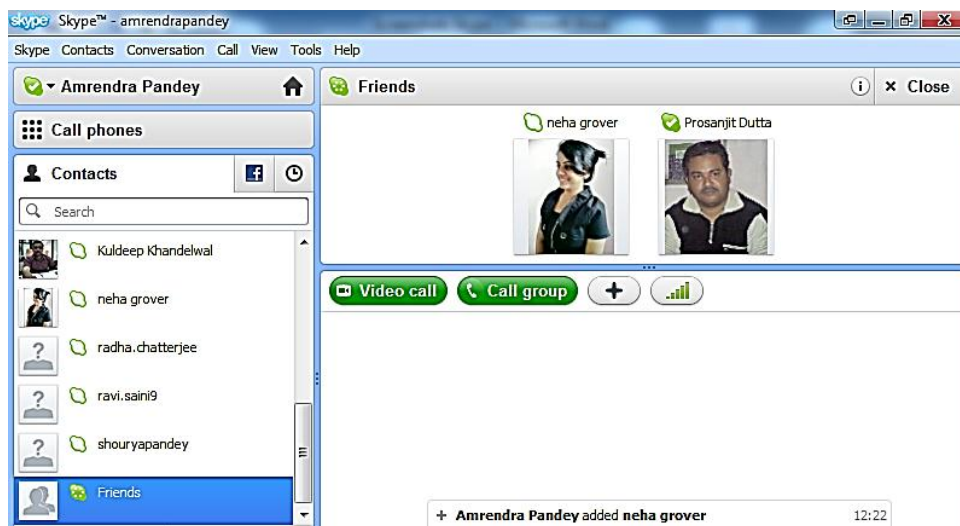 skype Skype™ - amrendrapandey
Skype Contacts Conversation Call View Tools Help
Amrendra Pandey
Call phones
Contacts
Search
Kuldeep Khandelwal
neha grover
radha.chatterjee
ravi.saini9
shouryapandey
Friends
Friends
Close
neha grover
Prosanjit Dutta
Video call
Call group
+ Amrendra Pandey added neha grover 12:22